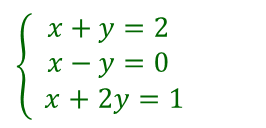 x + y = 2
x − y = 0
x + 2y = 1